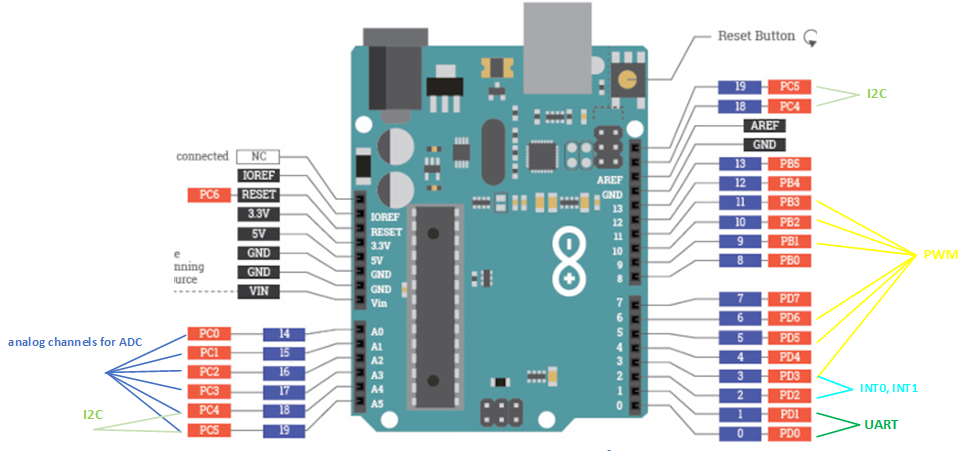 Reset Button
19 PC5
I2C
18 PC4
AREF
GND
connected NC
IOREF
PC6 RESET
3.3V
5V
GND
GND
VIN
e
nning
urce
IOREF
RESET
3.3V
5V
GND
GND
Vin
AREF
GND
13
12
11
10
9
8
13 PB5
12 PB4
11 PB3
10 PB2
9 PB1
8 PB0
PWM
7
6
5
4
3
2
1
0
7 PD7
6 PD6
5 PD5
4 PD4
3 PD3
2 PD2
1 PD1
0 PD0
INT0, INT1
UART
analog channels for ADC
I2C
PC0 14
PC1 15
PC2 16
PC3 17
PC4 18
PC5 19
A0
A1
A2
A3
A4
A5